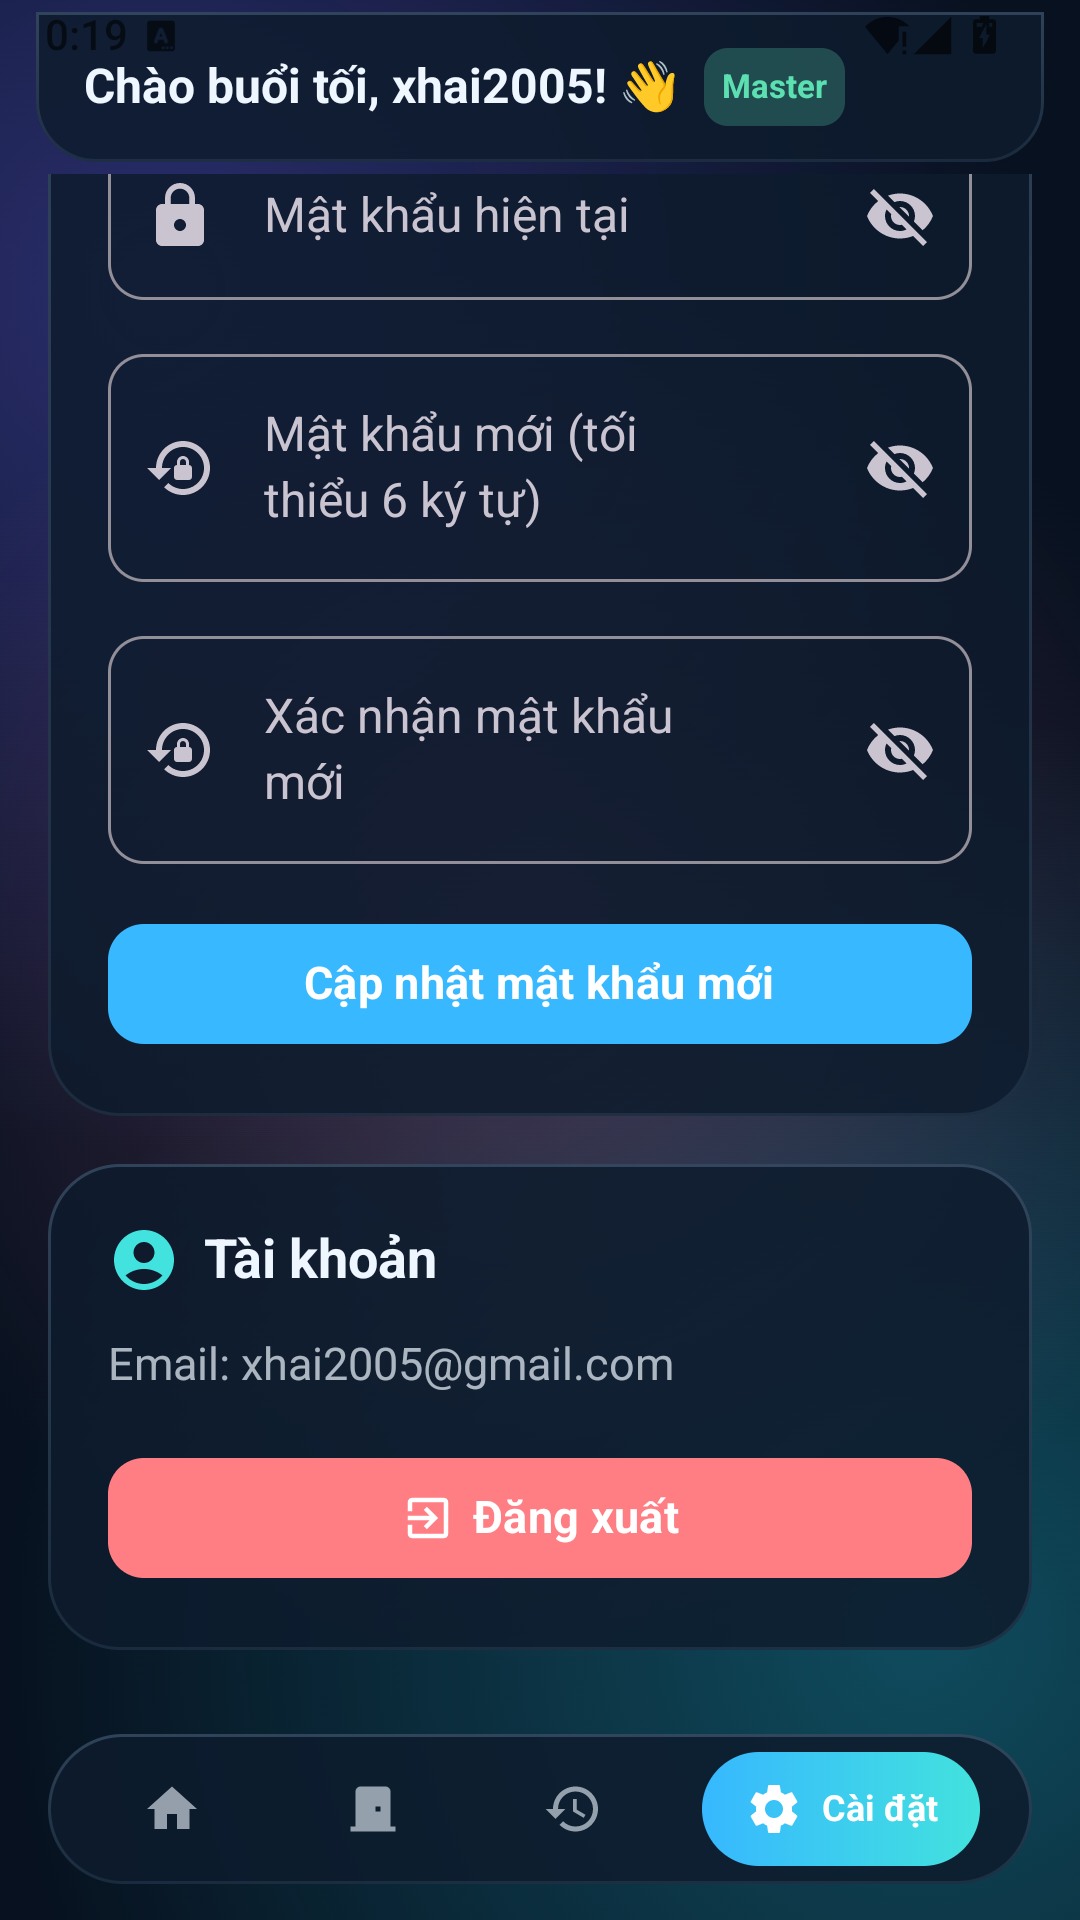 0:19
Chào buổi tối, xhai2005! 👋 Master
Mật khẩu hiện tại
Mật khẩu mới (tối
thiểu 6 ký tự)
Xác nhận mật khẩu
mới
Cập nhật mật khẩu mới
Tài khoản
Email: xhai2005@gmail.com
Đăng xuất
Cài đặt